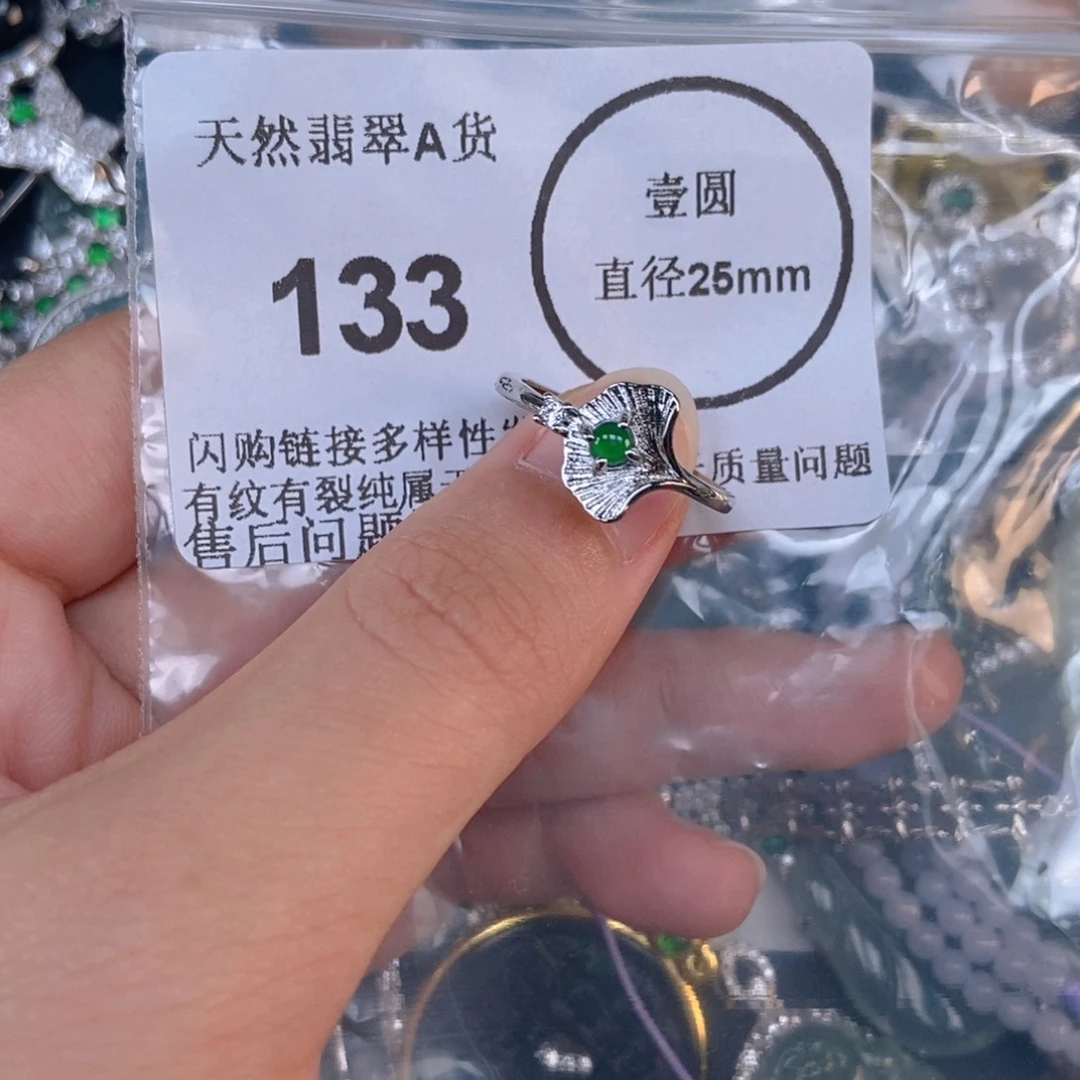 天然翡翠A货
133
壹圆
直径25mm
闪购链接多样性
质量问题
有纹有裂纯属
售后问题